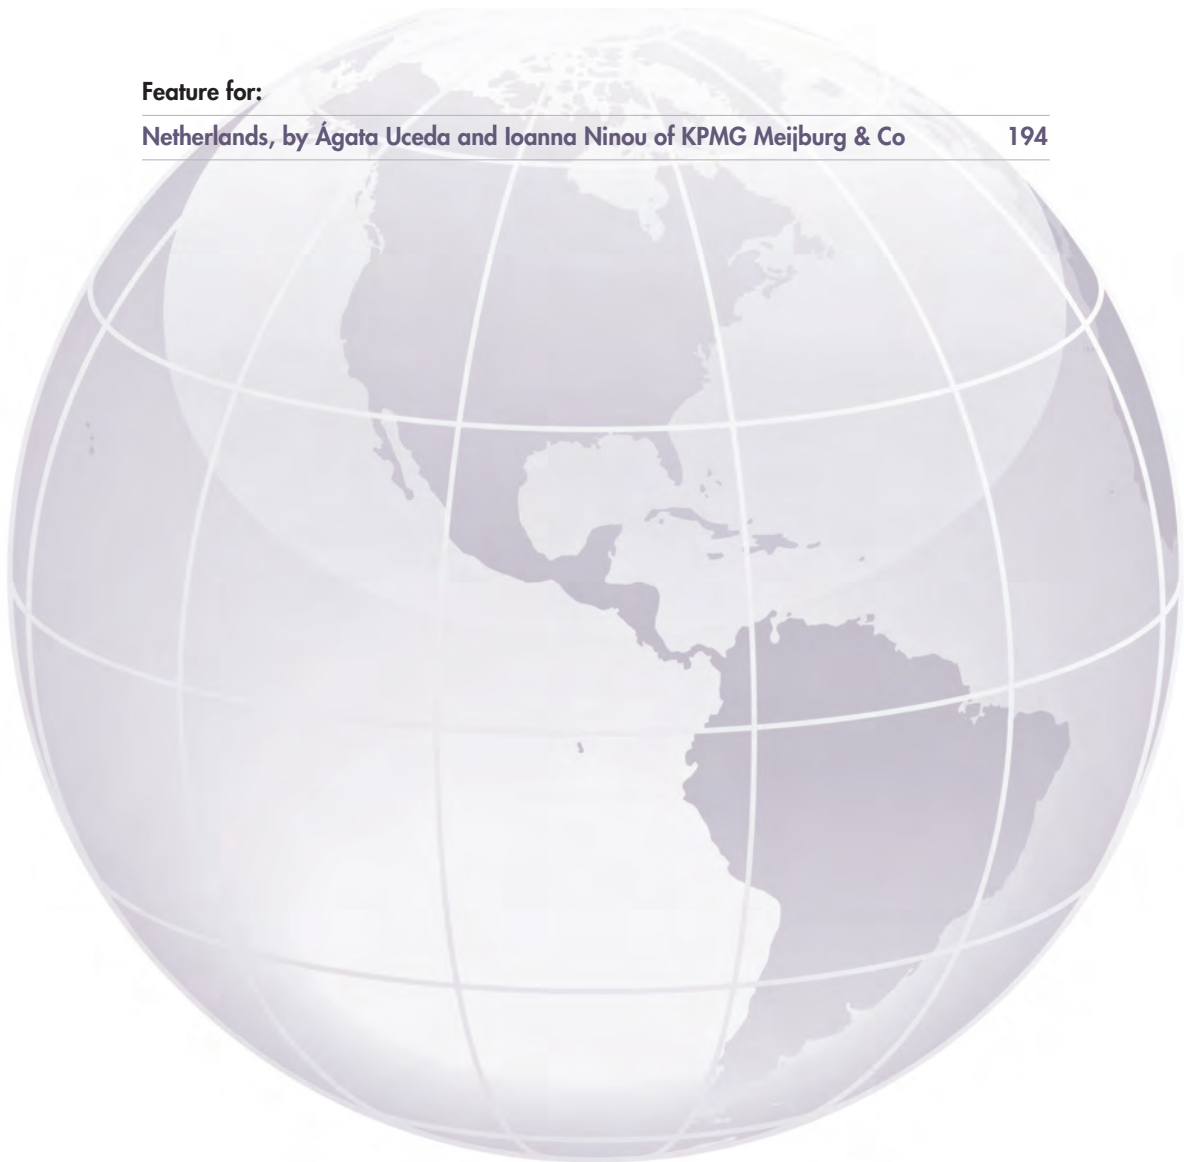 Feature for:
Netherlands, by Ágata Uceda and Ioanna Ninou of KPMG Meijburg & Co 194